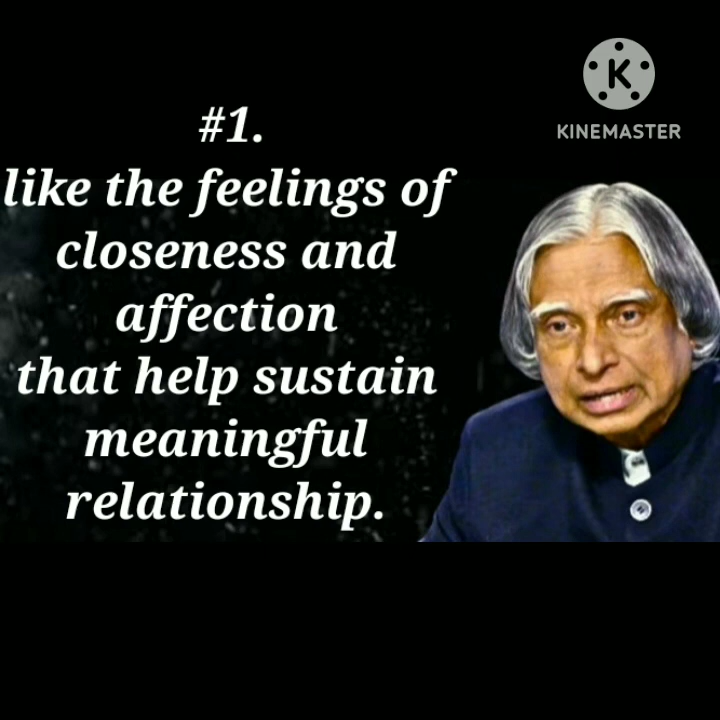 KINEMASTER
#1.
like the feelings of
closeness and
affection
that help sustain
meaningful
relationship.